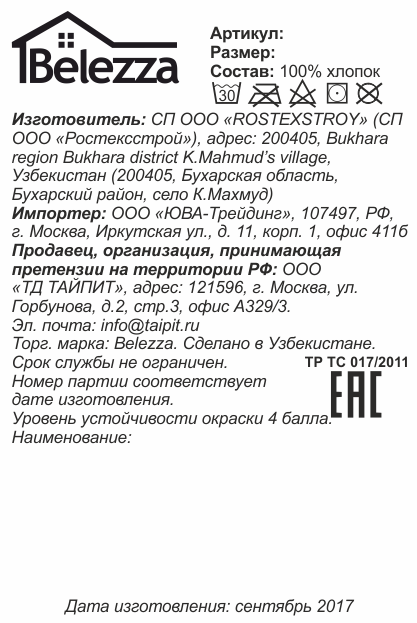 Belezza
Артикул:
Размер:
Состав: 100% хлопок
30
Изготовитель: СП ООО «ROSTEXSTROY» (СП
ООО «Ростексстрой»), адрес: 200405, Bukhara
region Bukhara district K.Mahmud's village,
Узбекистан (200405, Бухарская область,
Бухарский район, село К.Махмуд)
Импортер: ООО «ЮВА-Трейдинг», 107497, РФ,
г. Москва, Иркутская ул., д. 11, корп. 1, офис 411б
Продавец, организация, принимающая
претензии на территории РФ: ООО
«ТД ТАЙПИТ», адрес: 121596, г. Москва, ул.
Горбунова, д.2, стр.3, офис А329/3.
Эл. почта: info@taipit.ru
Торг. марка: Belezza. Сделано в Узбекистане.
Срок службы не ограничен.
ТР ТС 017/2011
Номер партии соответствует
дате изготовления.
EAC
Уровень устойчивости окраски 4 балла.
Наименование:
Дата изготовления: сентябрь 2017